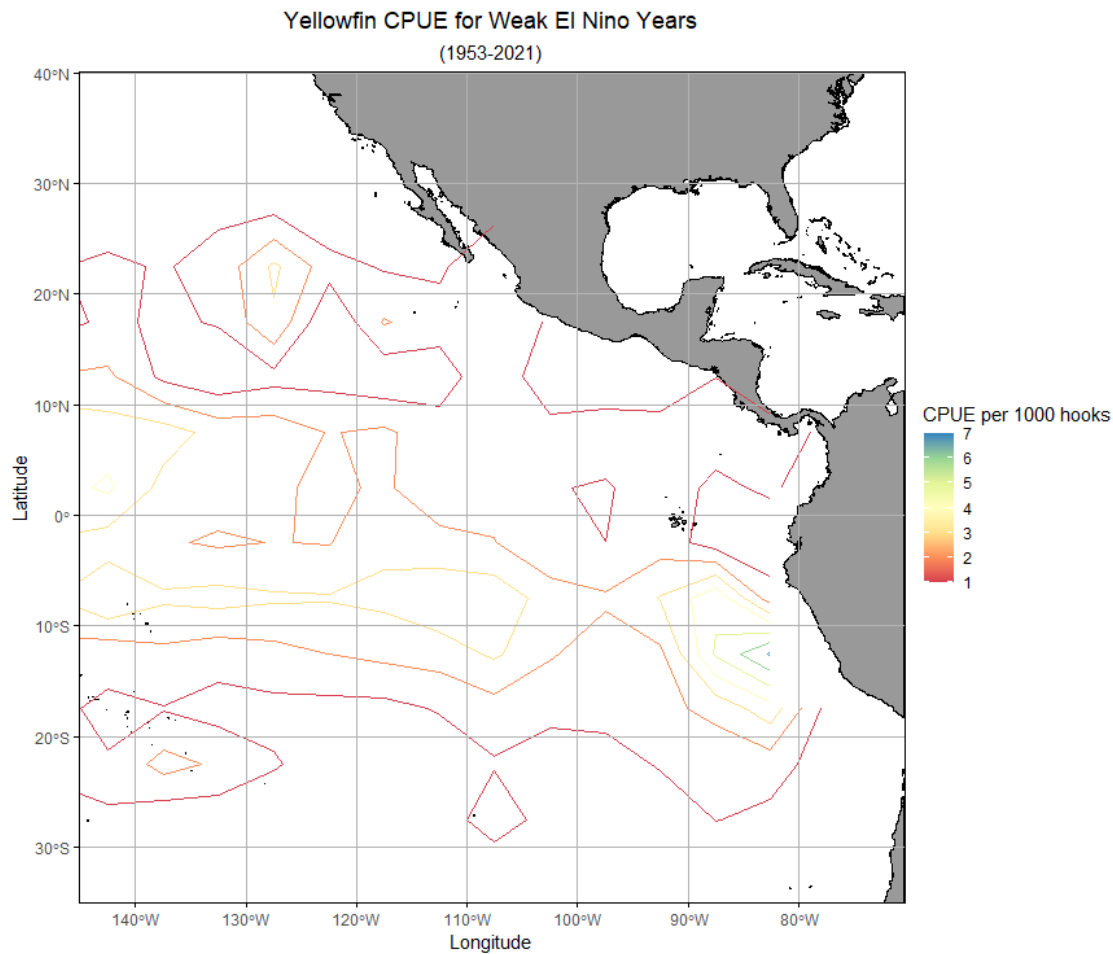 Yellowfin CPUE for Weak El Nino Years
(1953-2021)
40°N
30°N
20°N
10°N
0°
10°S
20°S
30°S
Latitude
140°W
130°W
120°W
110°W
100°W
90°W
80°W
Longitude
CPUE per 1000 hooks
7
6
5
4
3
2
1